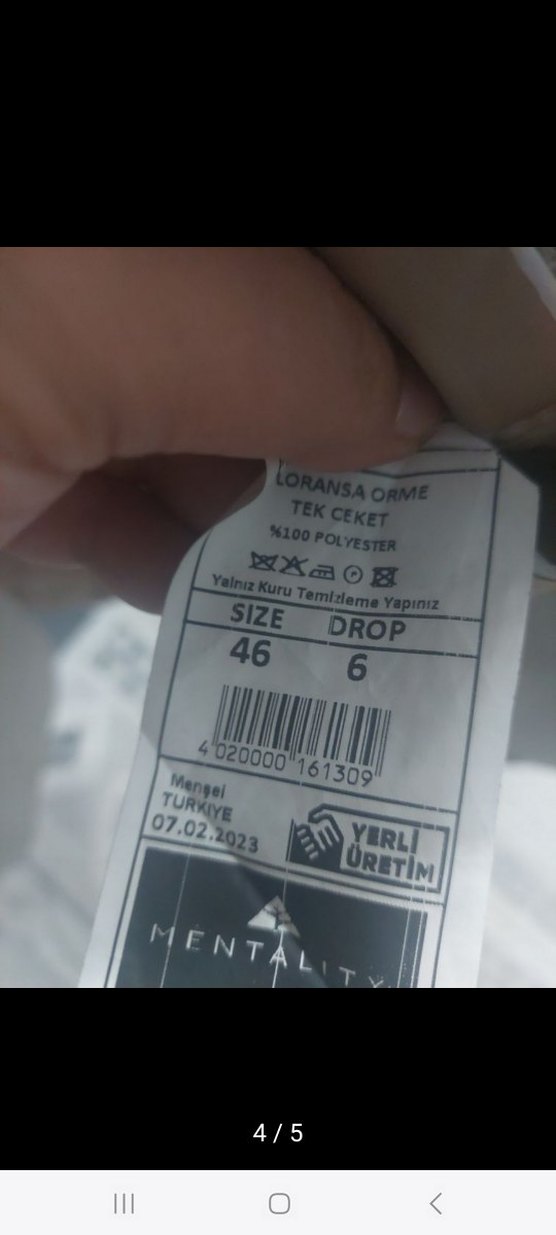 LORANSA ORME
TEK CEKET
%100 POLYESTER
Yalnız Kuru Temizleme Yapınız
SIZE DROP
46 6
4 020000 161309
Menşei
TURKIYE
07.02.2023
YERLİ
ÜRETİM
MENTALITY
4 / 5